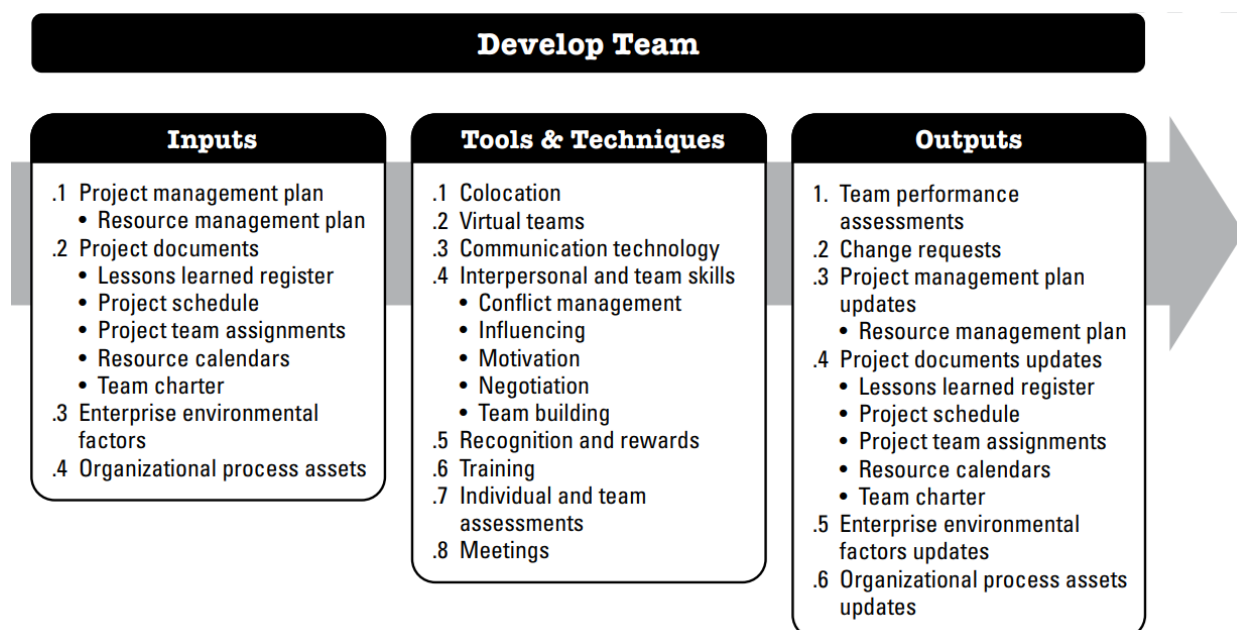 Develop Team
Inputs
.1 Project management plan
• Resource management plan
.2 Project documents
• Lessons learned register
• Project schedule
• Project team assignments
• Resource calendars
• Team charter
.3 Enterprise environmental
factors
.4 Organizational process assets
Tools & Techniques
.1 Colocation
.2 Virtual teams
.3 Communication technology
.4 Interpersonal and team skills
• Conflict management
• Influencing
• Motivation
• Negotiation
• Team building
.5 Recognition and rewards
.6 Training
.7 Individual and team
assessments
.8 Meetings
Outputs
1. Team performance
assessments
.2 Change requests
.3 Project management plan
updates
• Resource management plan
.4 Project documents updates
• Lessons learned register
• Project schedule
• Project team assignments
• Resource calendars
• Team charter
.5 Enterprise environmental
factors updates
.6 Organizational process assets
updates